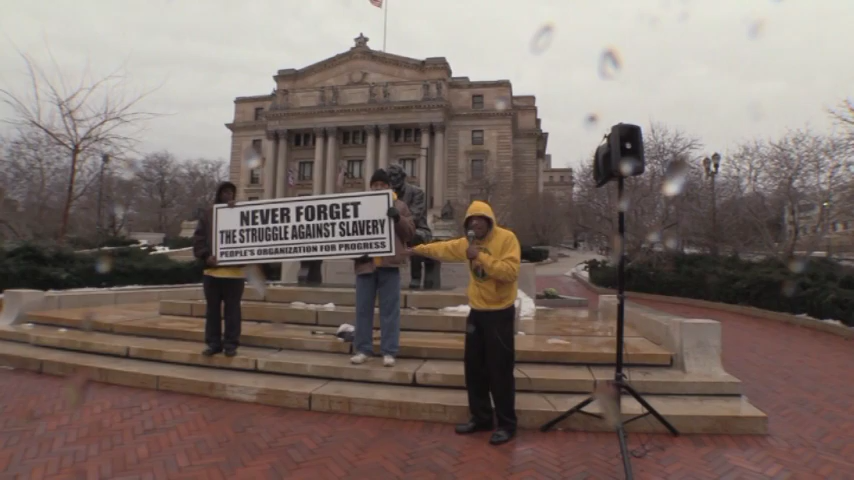 NEVER FORGET
THE STRUGGLE AGAINST SLAVERY
PEOPLE'S ORGANIZATION FOR PROGRESS